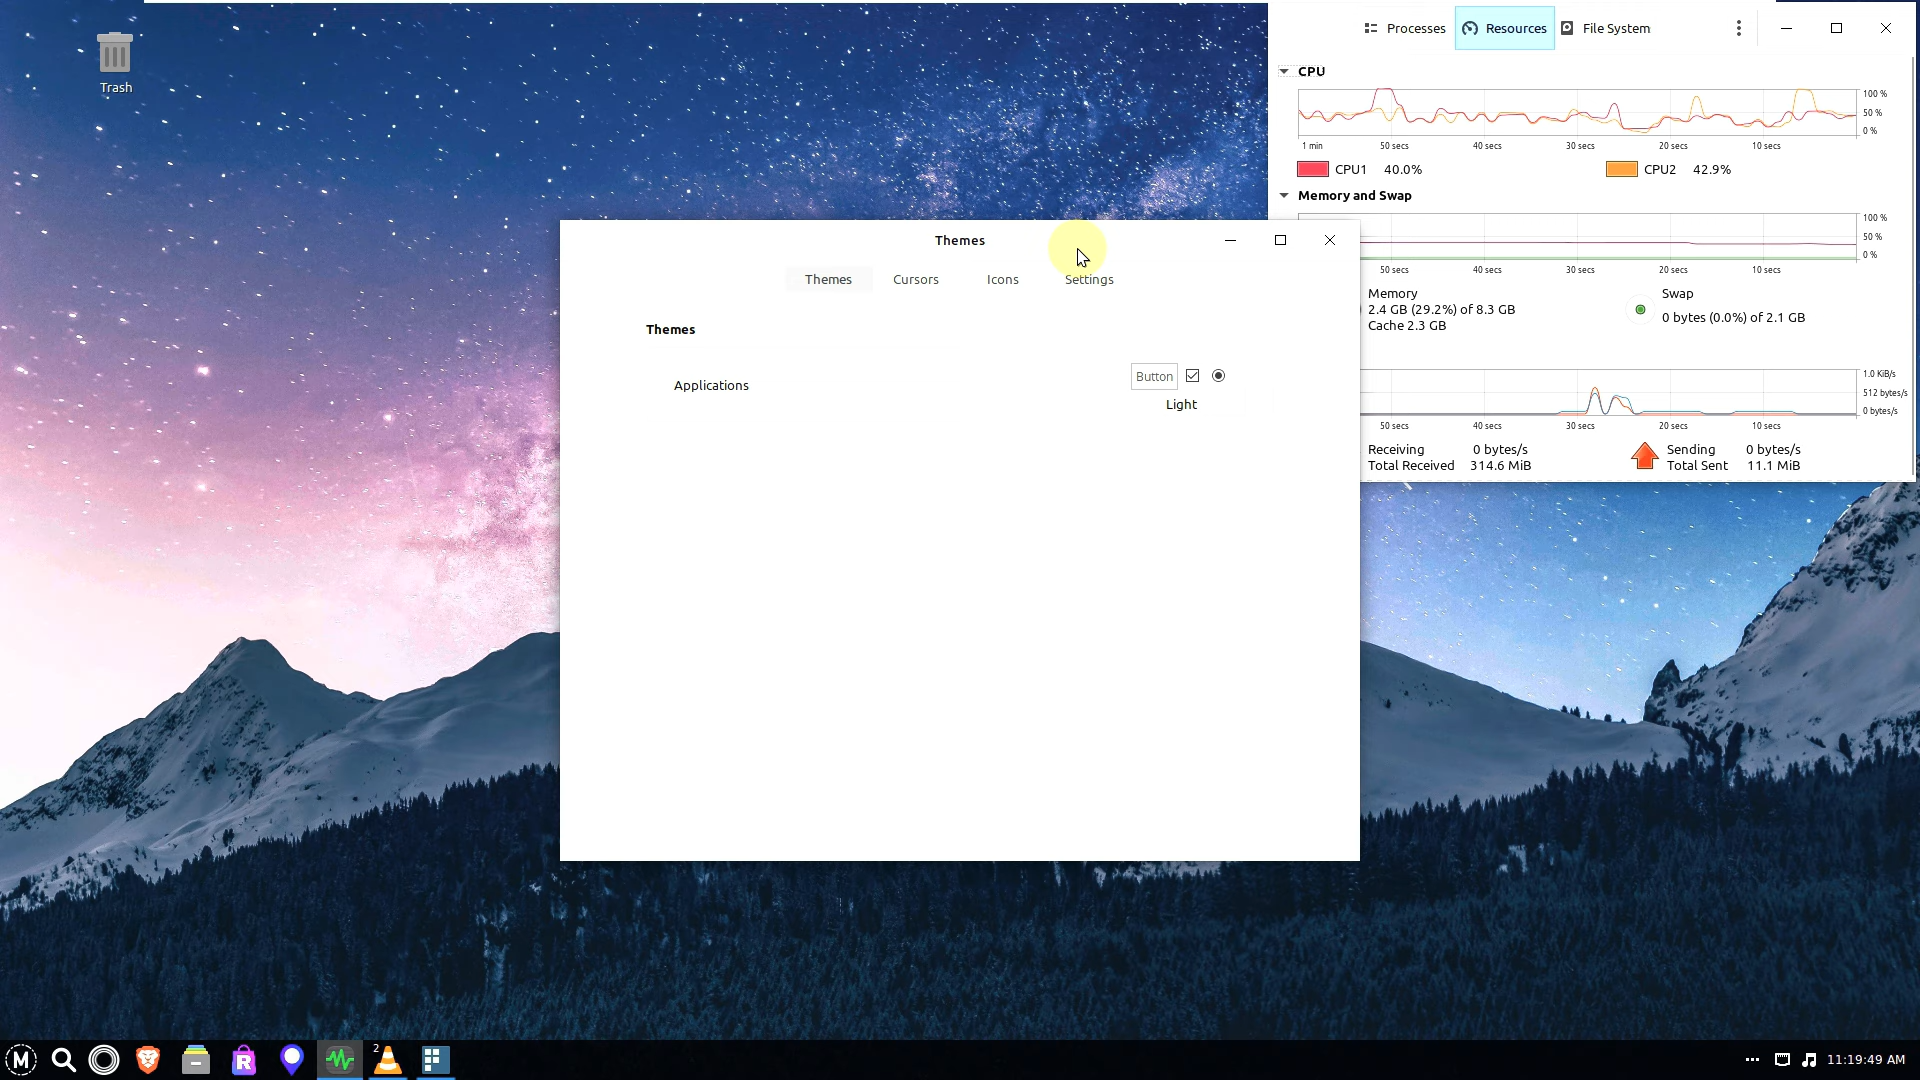 Trash
Processes Resources File System
CPU
100 %
50 %
0 %
1 min 50 secs 40 secs 30 secs 20 secs 10 secs
CPU1 40.0% CPU2 42.9%
Memory and Swap
100 %
50 %
0 %
50 secs 40 secs 30 secs 20 secs 10 secs
Memory
2.4 GB (29.2%) of 8.3 GB
Cache 2.3 GB
Swap
0 bytes (0.0%) of 2.1 GB
1.0 KiB/s
512 bytes/s
0 bytes/s
50 secs 40 secs 30 secs 20 secs 10 secs
Receiving 0 bytes/s
Total Received 314.6 MiB
Sending 0 bytes/s
Total Sent 11.1 MiB
Themes
Themes Cursors Icons Settings
Themes
Applications
Button
Light
M
R
2
11:19:49 AM